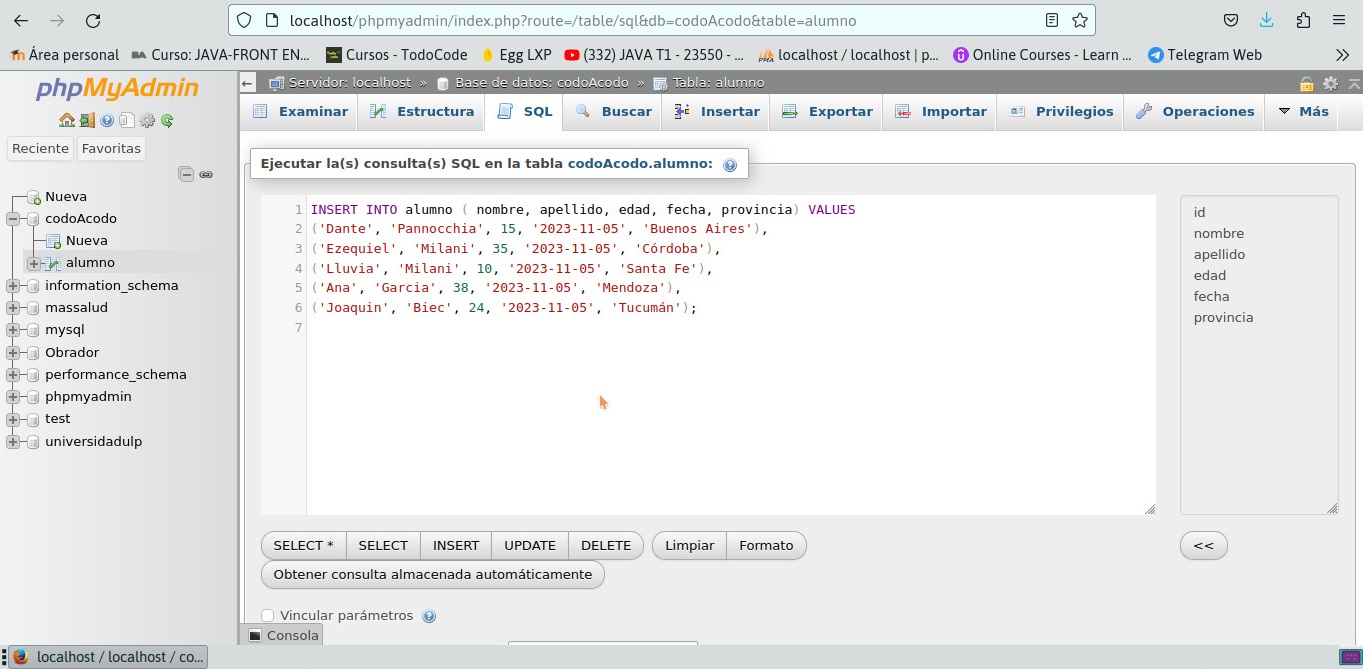 localhost/phpmyadmin/index.php?route=/table/sql&db=codoAcodo&table=alumno
Área personal Curso: JAVA-FRONT EN... Cursos - TodoCode Egg LXP (332) JAVA T1 - 23550 - ... localhost / localhost | p... Online Courses - Learn ... Telegram Web
phpMyAdmin
Reciente Favoritas
Nueva
codoAcodo
Nueva
alumno
information_schema
massalud
mysql
Obrador
performance_schema
phpmyadmin
test
universidadulp
Servidor: localhost » Base de datos: codoAcodo » Tabla: alumno
Examinar Estructura SQL Buscar Insertar Exportar Importar Privilegios Operaciones Más
Ejecutar la(s) consulta(s) SQL en la tabla codoAcodo.alumno:
1 INSERT INTO alumno ( nombre, apellido, edad, fecha, provincia) VALUES
2 ('Dante', 'Pannocchia', 15, '2023-11-05', 'Buenos Aires'),
3 ('Ezequiel', 'Milani', 35, '2023-11-05', 'Córdoba'),
4 ('Lluvia', 'Milani', 10, '2023-11-05', 'Santa Fe'),
5 ('Ana', 'Garcia', 38, '2023-11-05', 'Mendoza'),
6 ('Joaquin', 'Biec', 24, '2023-11-05', 'Tucumán');
7
id
nombre
apellido
edad
fecha
provincia
SELECT * SELECT INSERT UPDATE DELETE Limpiar Formato <<
Obtener consulta almacenada automáticamente
Vincular parámetros
Consola
localhost / localhost / co...